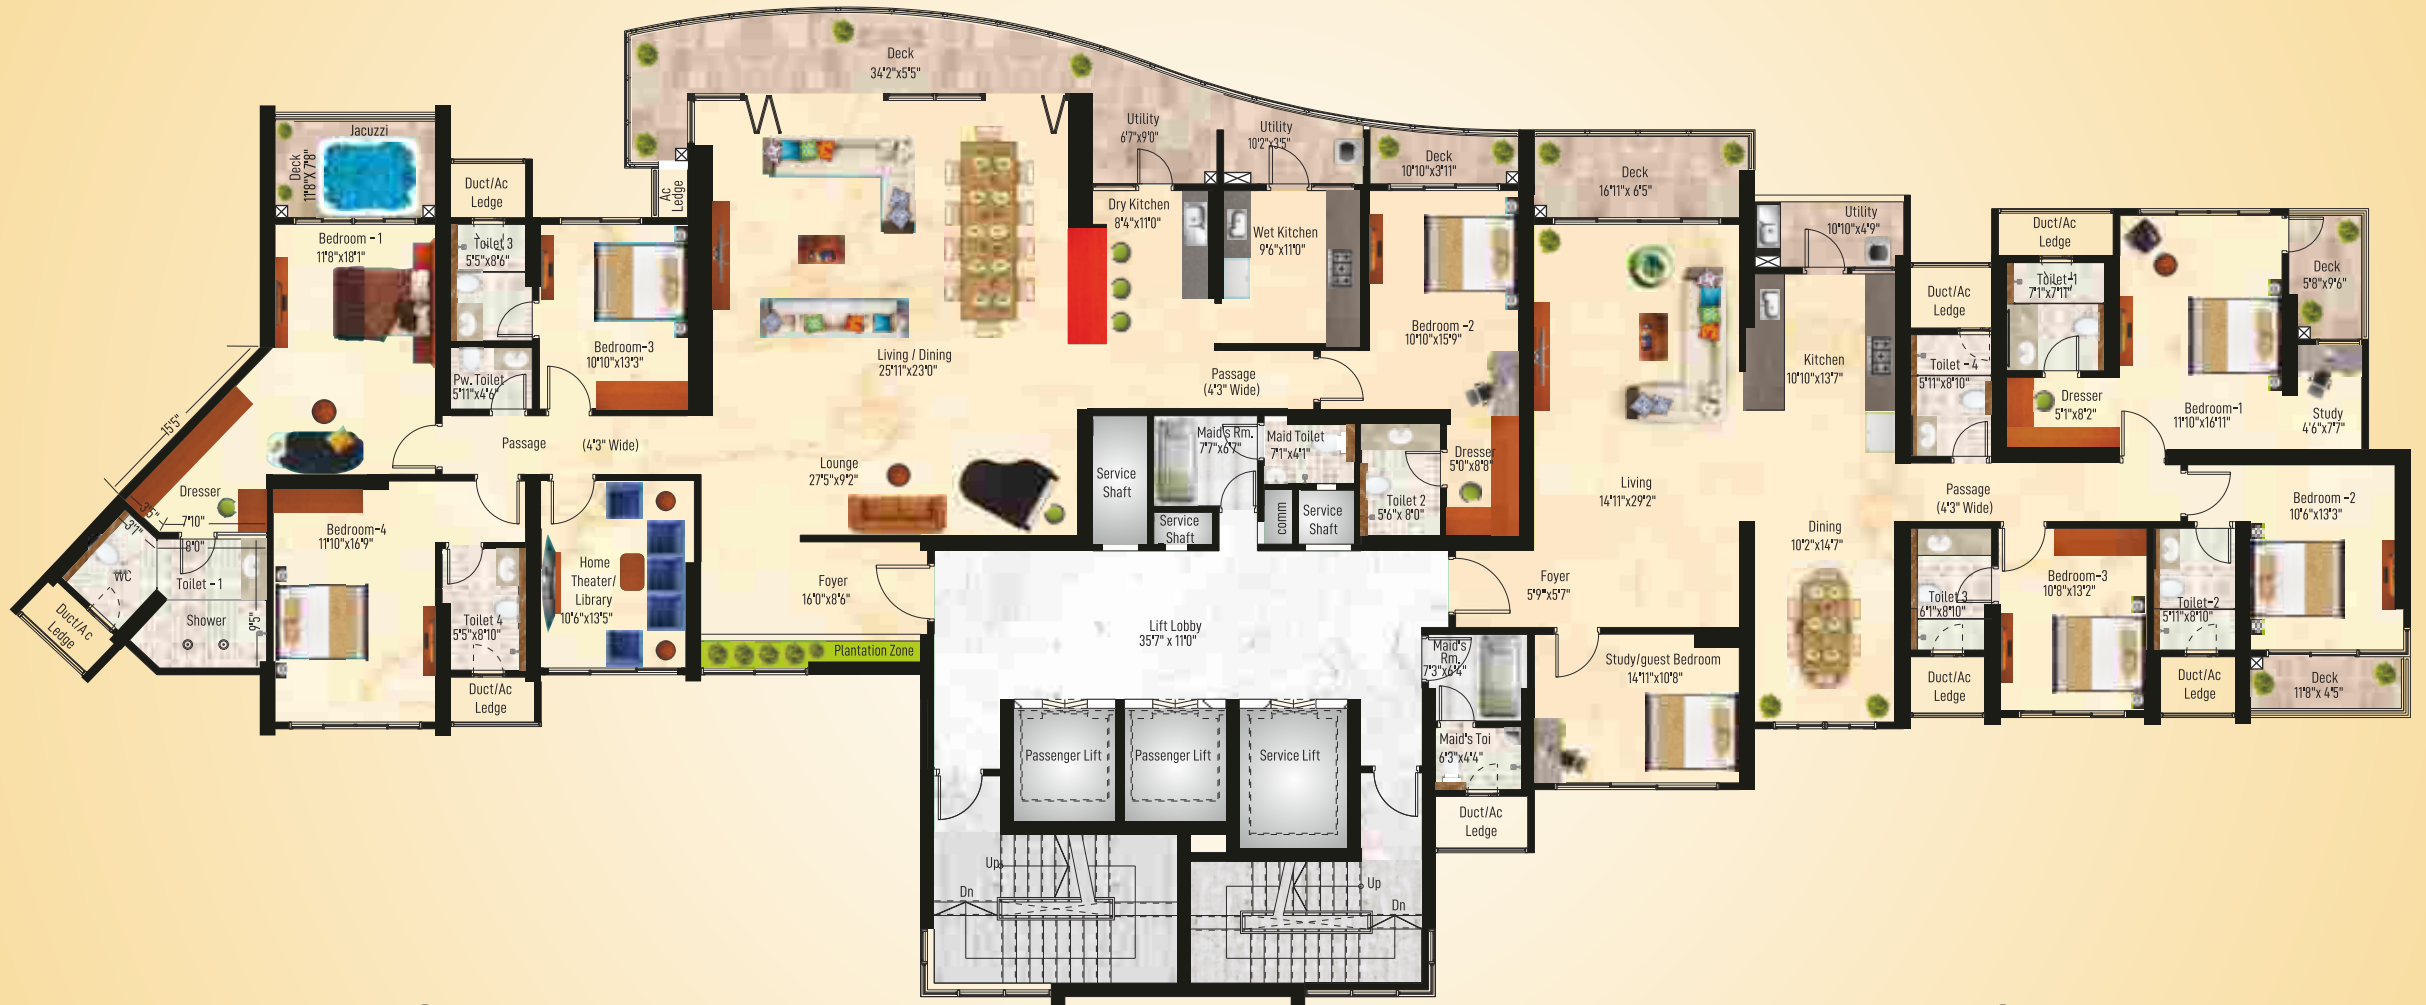 Deck
34'2"x5'5"
Jacuzzi
Deck
11'8"X 7'8"
Duct/Ac
Ledge
Ac
Ledge
Utility
6'7"x9'0"
Utility
10'2"x3'5"
Deck
10'10"x3'11"
Deck
16'11"x 6'5"
Utility
10'10"x4'9"
Duct/Ac
Ledge
Duct/Ac
Ledge
Deck
5'8"x9'6"
Bedroom - 1
11'8"x18'1"
Toilet 3
5'5"x8'6"
Bedroom-3
10'10"x13'3"
Pw. Toilet
5'11"x4'6"
Living / Dining
25'11"x23'0"
Dry Kitchen
8'4"x11'0"
Wet Kitchen
9'6"x11'0"
Bedroom -2
10'10"x15'9"
Passage
(4'3" Wide)
Kitchen
10'10"x13'7"
Toilet - 4
5'11"x8'10"
Toilet-1
7'1"x7'11"
Dresser
5'1"x8'2"
Bedroom-1
11'10"x16'11"
Study
4'6"x7'7"
15'5"
Passage
(4'3" Wide)
Lounge
27'5"x9'2"
Service
Shaft
Maid's Rm.
7'7"x6'7"
Maid Toilet
7'1"x4'1"
Dresser
5'0"x8'8"
Toilet 2
5'6"x 8'0"
Service
Shaft
comm
Service
Shaft
Living
14'11"x29'2"
Dining
10'2"x14'7"
Passage
(4'3" Wide)
Bedroom -2
10'6"x13'3"
Dresser
3'5"
3'1"
7'10"
8'0"
WC
Toilet - 1
Shower
9'5"
Duct/Ac
Ledge
Bedroom-4
11'10"x16'9"
Toilet 4
5'5"x8'10"
Duct/Ac
Ledge
Home
Theater/
Library
10'6"x13'5"
Foyer
16'0"x8'6"
Plantation Zone
Lift Lobby
35'7" x 11'0"
Foyer
5'9"x5'7"
Maid's
Rm.
7'3"x6'4"
Study/guest Bedroom
14'11"x10'8"
Maid's Toi
6'3"x4'4"
Duct/Ac
Ledge
Toilet 3
6'1"x8'10"
Duct/Ac
Ledge
Bedroom-3
10'8"x13'2"
Toilet-2
5'11"x8'10"
Duct/Ac
Ledge
Deck
11'8"x 4'5"
Passenger Lift
Passenger Lift
Service Lift
Up
Dn
Up
Dn